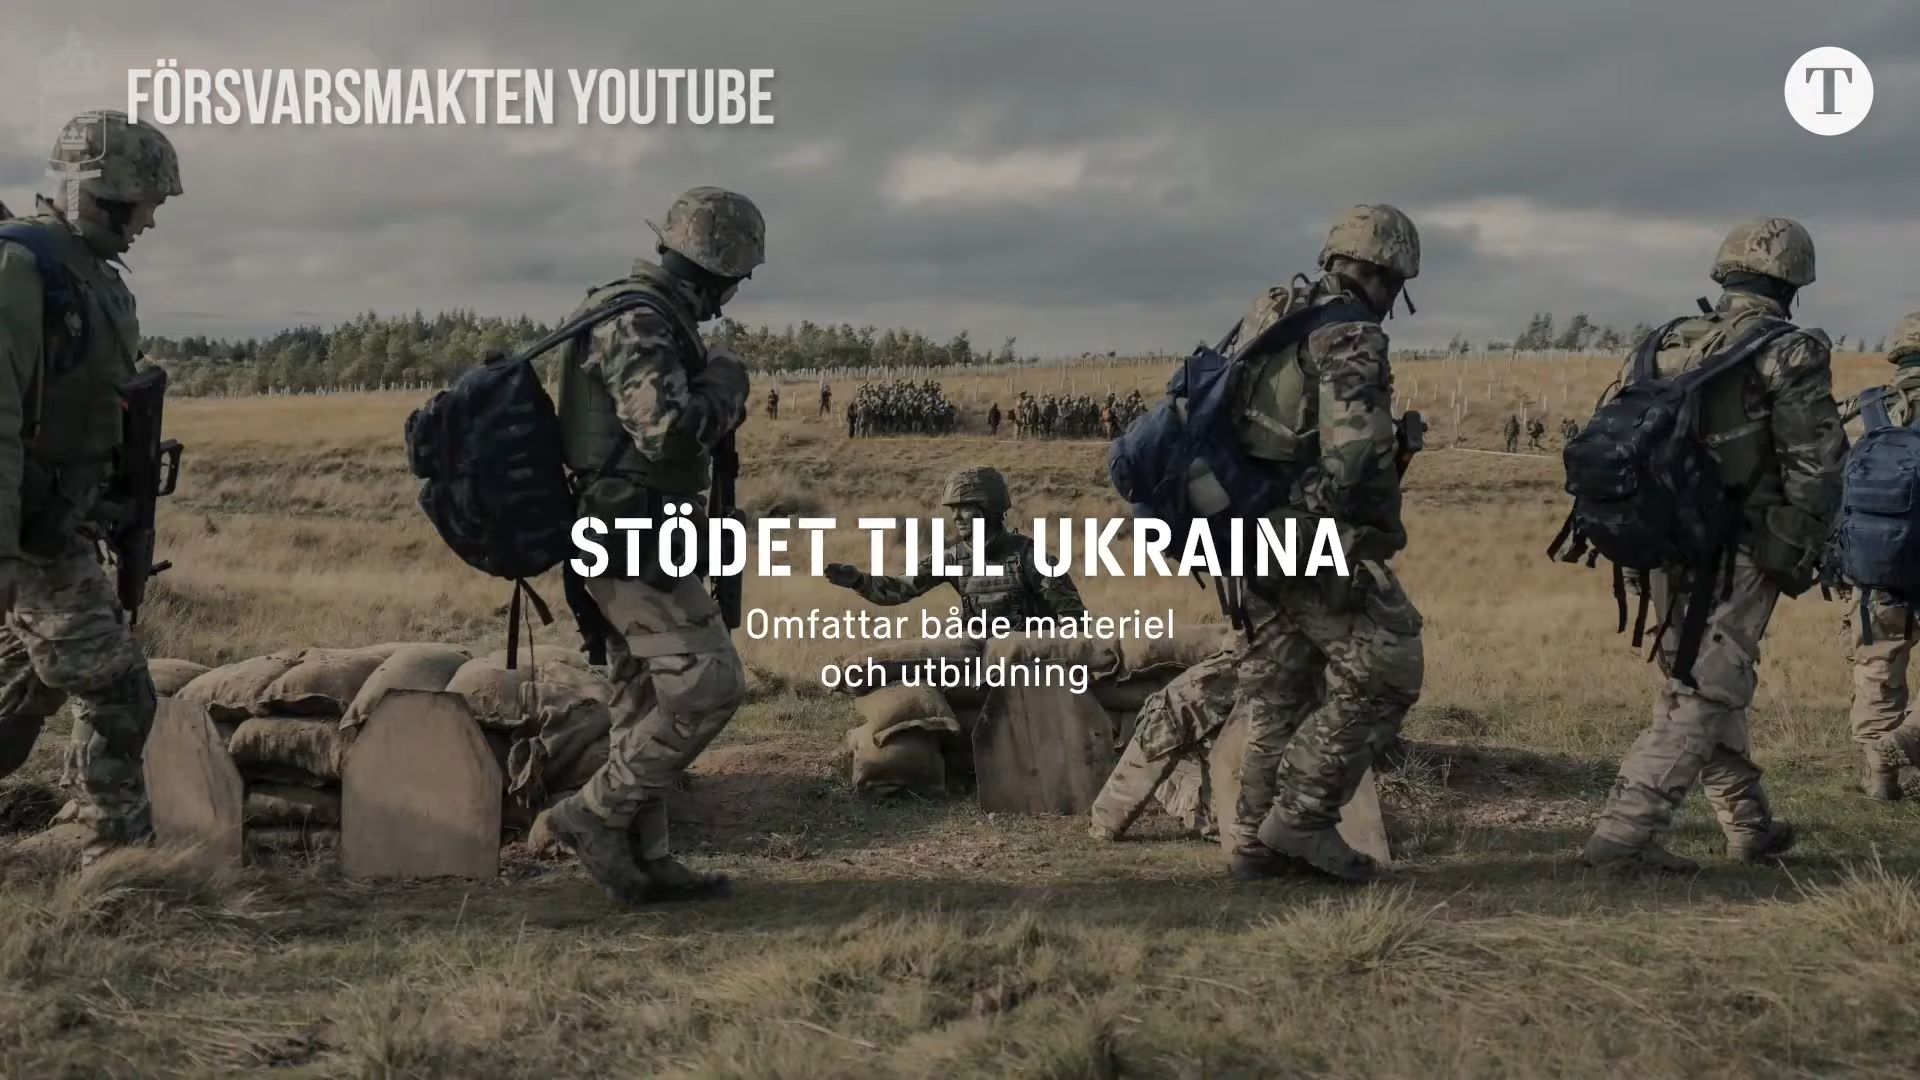 FÖRSVARSMAKTEN YOUTUBE
T
STÖDET TILL UKRAINA
Omfattar både materiel
och utbildning